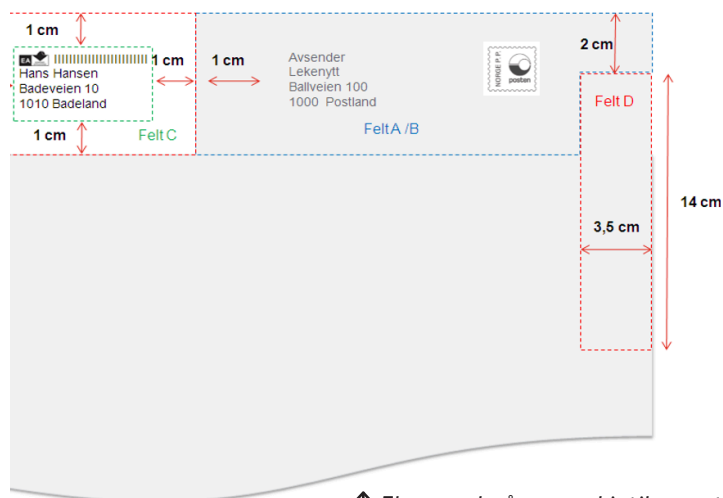 1 cm
EA
Hans Hansen
Badeveien 10
1010 Badeland
1 cm
1 cm
Felt C
1 cm
Avsender
Lekenytt
Ballveien 100
1000 Postland
Felt A /B
NORGE P.P.
posten
2 cm
Felt D
14 cm
3,5 cm